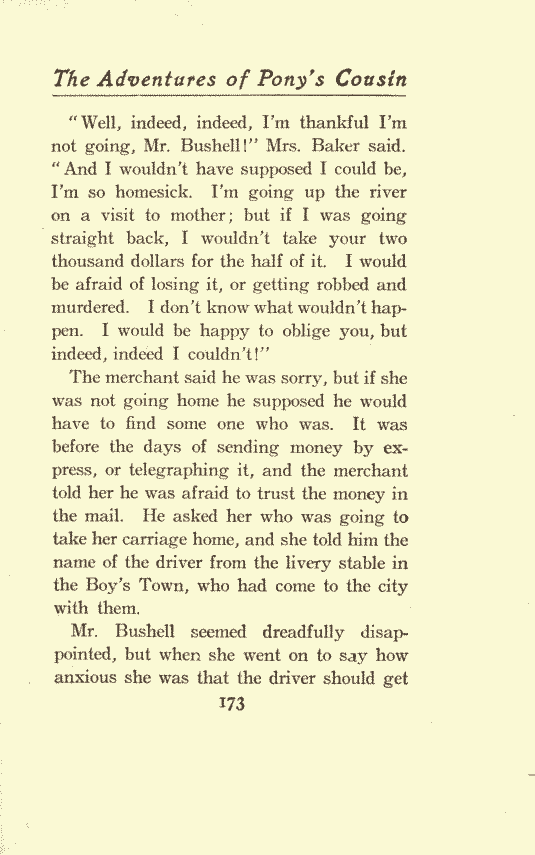 The Adventures of Pony's Cousin
"Well, indeed, indeed, I'm thankful I'm
not going, Mr. Bushell!" Mrs. Baker said.
"And I wouldn't have supposed I could be,
I'm so homesick. I'm going up the river
on a visit to mother; but if I was going
straight back, I wouldn't take your two
thousand dollars for the half of it. I would
be afraid of losing it, or getting robbed and
murdered. I don't know what wouldn't hap-
pen. I would be happy to oblige you, but
indeed, indeed I couldn't!"
The merchant said he was sorry, but if she
was not going home he supposed he would
have to find some one who was. It was
before the days of sending money by ex-
press, or telegraphing it, and the merchant
told her he was afraid to trust the money in
the mail. He asked her who was going to
take her carriage home, and she told him the
name of the driver from the livery stable in
the Boy's Town, who had come to the city
with them.
Mr. Bushell seemed dreadfully disap-
pointed, but when she went on to say how
anxious she was that the driver should get
173